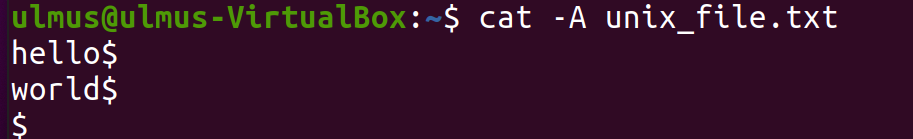 ulmus@ulmus-VirtualBox:~$ cat -A unix_file.txt
hello$
world$
$